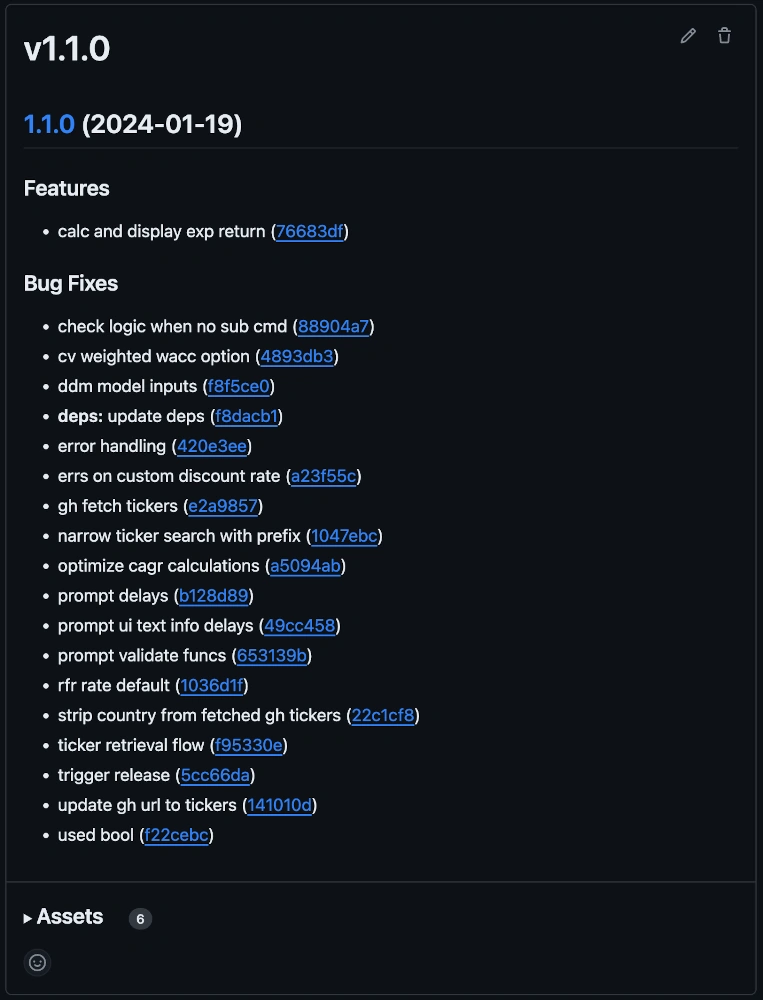 v1.1.0
1.1.0 (2024-01-19)
Features
• calc and display exp return (76683df)
Bug Fixes
• check logic when no sub cmd (88904a7)
• cv weighted wacc option (4893db3)
• ddm model inputs (f8f5ce0)
• deps: update deps (f8dacb1)
• error handling (420e3ee)
• errs on custom discount rate (a23f55c)
• gh fetch tickers (e2a9857)
• narrow ticker search with prefix (1047ebc)
• optimize cagr calculations (a5094ab)
• prompt delays (b128d89)
• prompt ui text info delays (49cc458)
• prompt validate funcs (653139b)
• rfr rate default (1036d1f)
• strip country from fetched gh tickers (22c1cf8)
• ticker retrieval flow (f95330e)
• trigger release (5cc66da)
• update gh url to tickers (141010d)
• used bool (f22cebc)
Assets 6